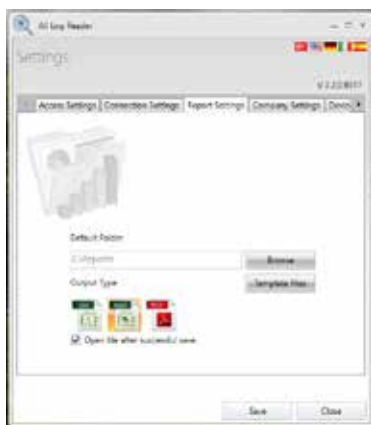 All Log Reader
Settings
Access Settings Connection Settings Report Settings Company Settings
Default Folder
Browse
Output Type
Template files
Open file after successful save
Save Close